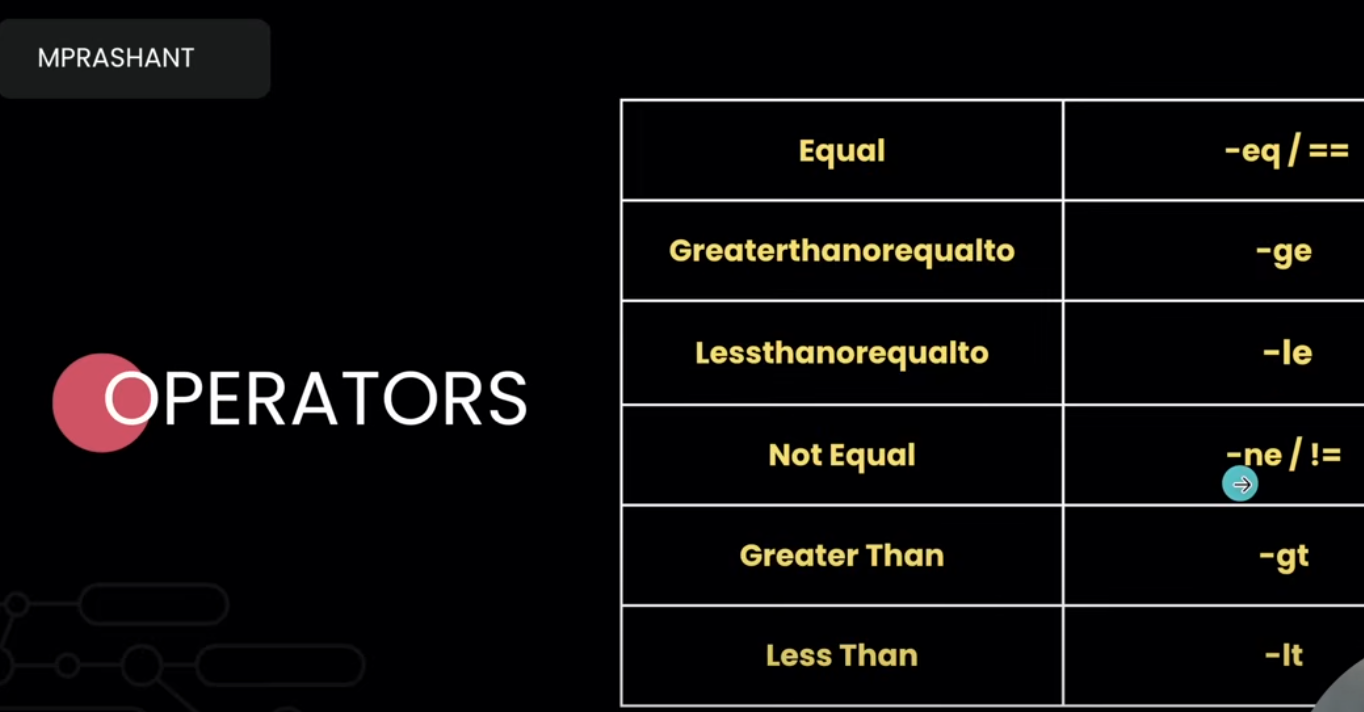 MPRASHANT
OPERATORS
Equal -eq / ==
Greaterthanorequalto -ge
Lessthanorequalto -le
Not Equal -ne / !=
Greater Than -gt
Less Than -lt